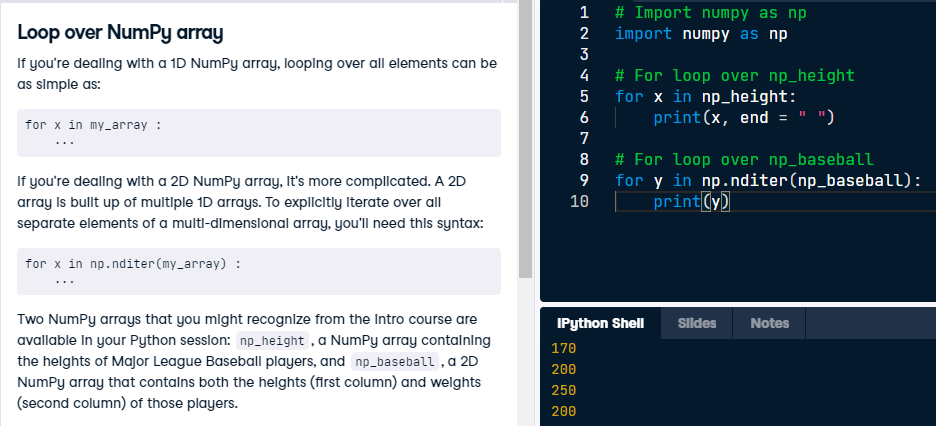 Loop over NumPy array
If you're dealing with a 1D NumPy array, looping over all elements can be
as simple as:
for x in my_array :
    ...
If you're dealing with a 2D NumPy array, it's more complicated. A 2D
array is built up of multiple 1D arrays. To explicitly iterate over all
separate elements of a multi-dimensional array, you'll need this syntax:
for x in np.nditer(my_array) :
    ...
Two NumPy arrays that you might recognize from the intro course are
available in your Python session: np_height , a NumPy array containing
the heights of Major League Baseball players, and np_baseball , a 2D
NumPy array that contains both the heights (first column) and weights
(second column) of those players.
1 # Import numpy as np
2 import numpy as np
3
4 # For loop over np_height
5 for x in np_height:
6     print(x, end = " ")
7
8 # For loop over np_baseball
9 for y in np.nditer(np_baseball):
10     print(y)
IPython Shell Slides Notes
170
200
250
200